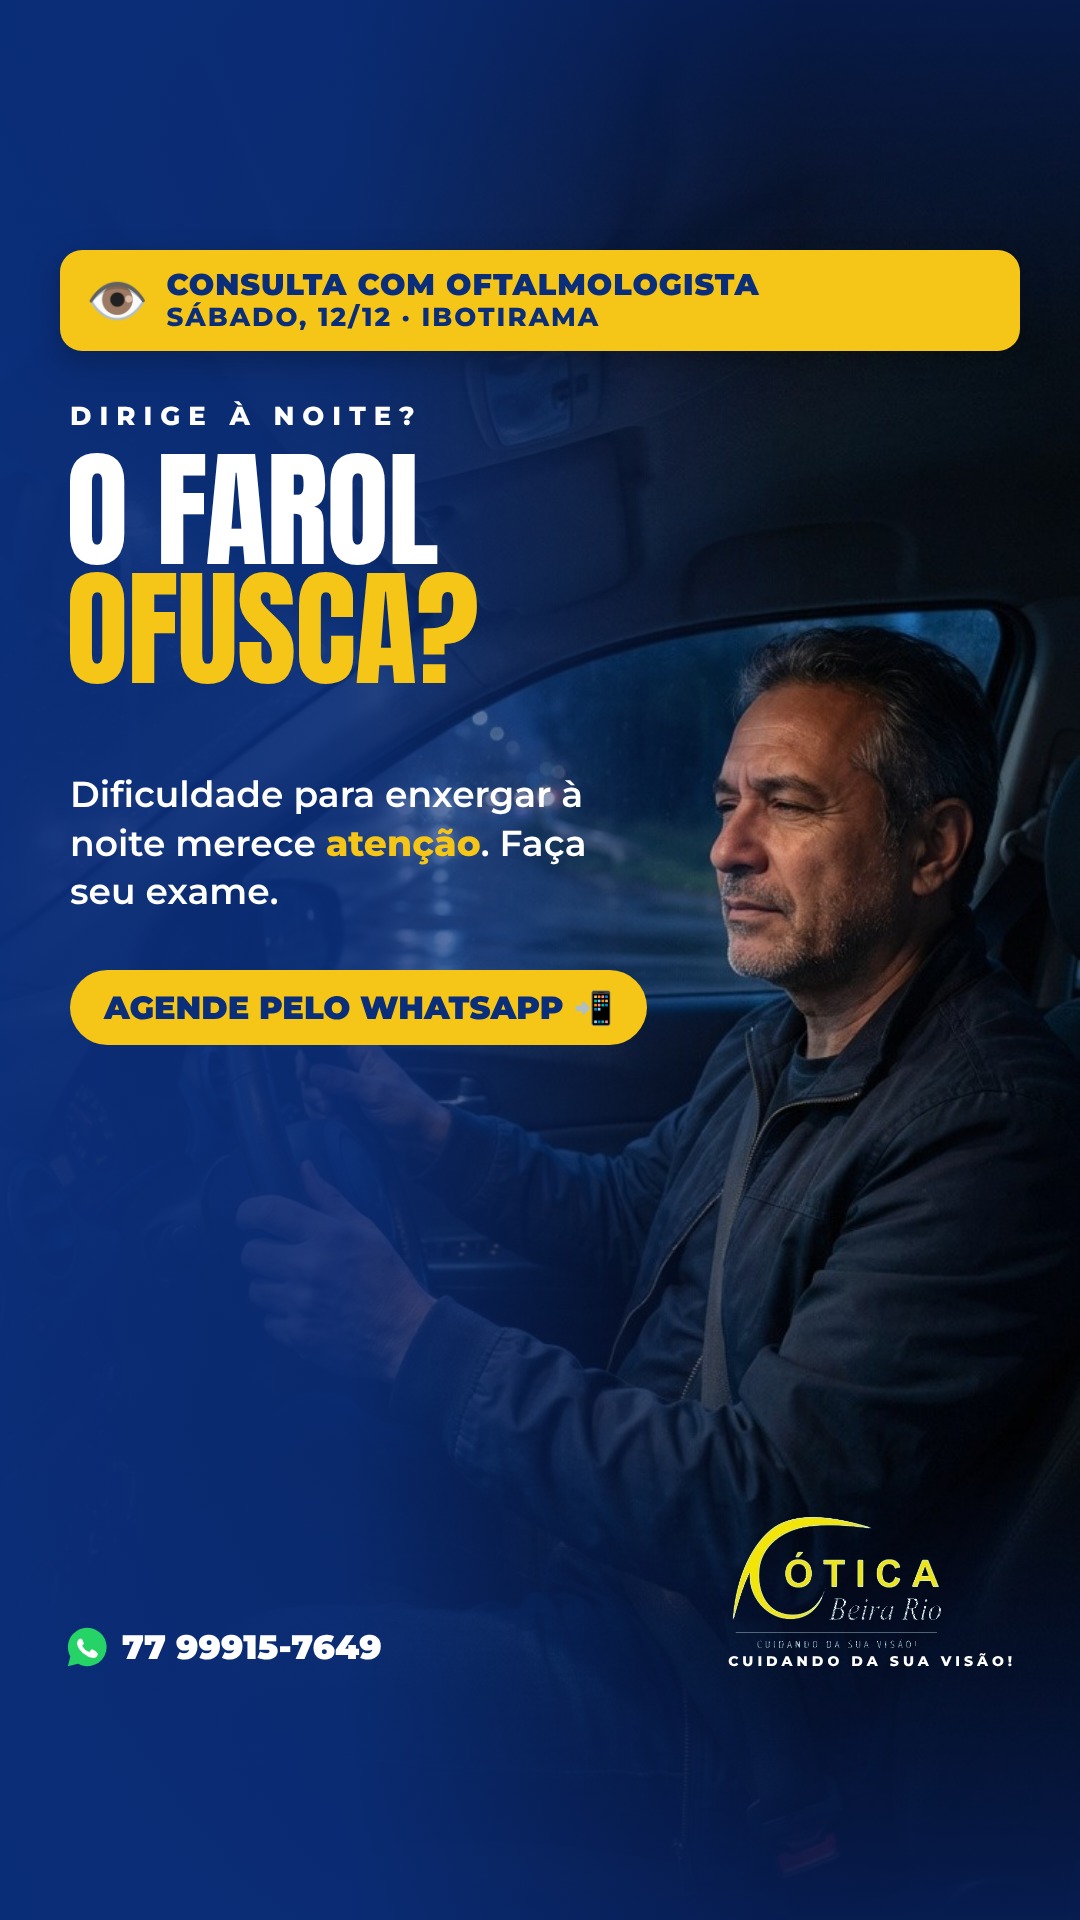 CONSULTA COM OFTALMOLOGISTA
SÁBADO, 12/12 · IBOTIRAMA
DIRIGE À NOITE?
O FAROL
OFUSCA?
Dificuldade para enxergar à
noite merece atenção. Faça
seu exame.
AGENDE PELO WHATSAPP
ÓTICA
Beira Rio
CUIDANDO DA SUA VISÃO!
CUIDANDO DA SUA VISÃO!
77 99915-7649